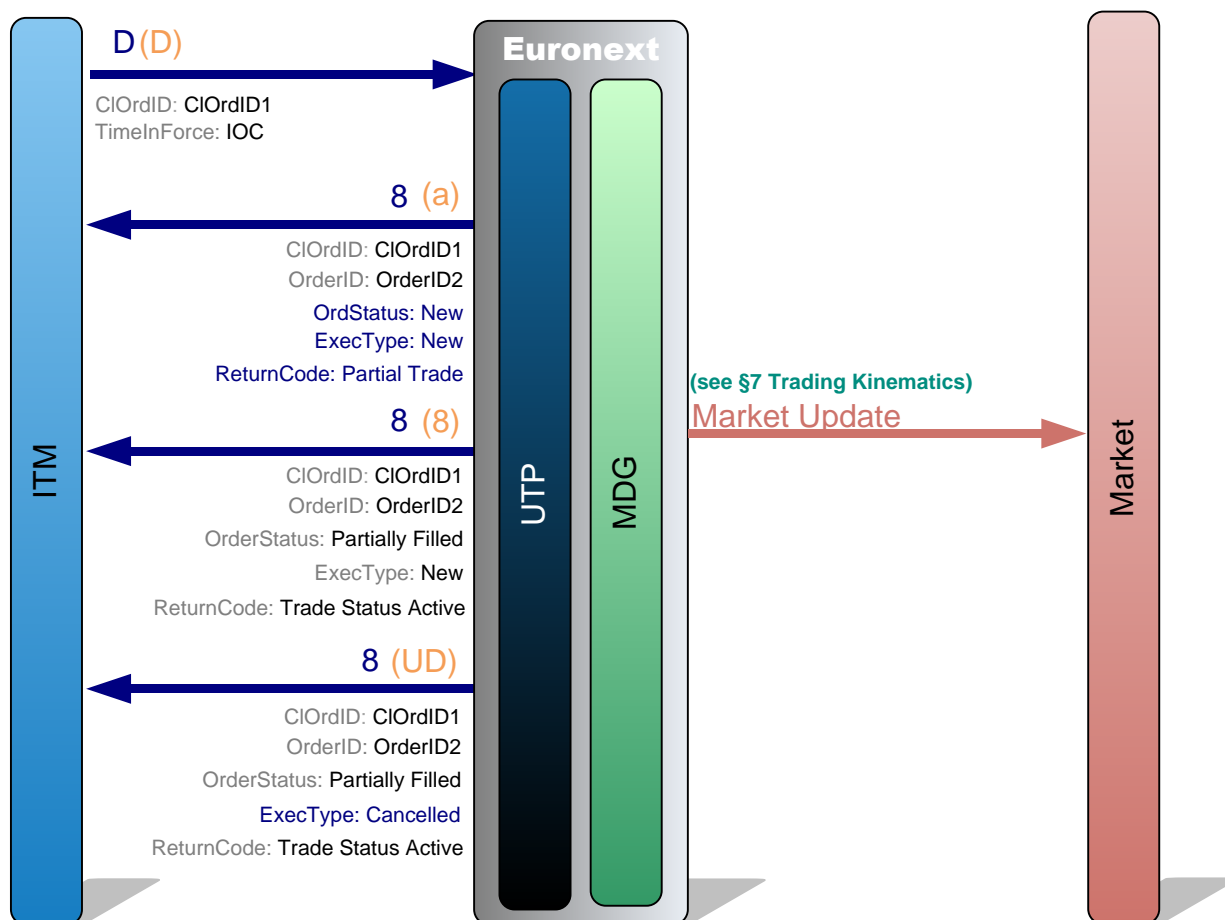 D (D)
Euronext
ClOrdID: ClOrdID1
TimeInForce: IOC
8 (a)
ClOrdID: ClOrdID1
OrderID: OrderID2
OrdStatus: New
ExecType: New
ReturnCode: Partial Trade
(see §7 Trading Kinematics)
Market Update
8 (8)
ClOrdID: ClOrdID1
OrderID: OrderID2
OrderStatus: Partially Filled
ExecType: New
ReturnCode: Trade Status Active
8 (UD)
ClOrdID: ClOrdID1
OrderID: OrderID2
OrderStatus: Partially Filled
ExecType: Cancelled
ReturnCode: Trade Status Active
ITM
UTP
MDG
Market